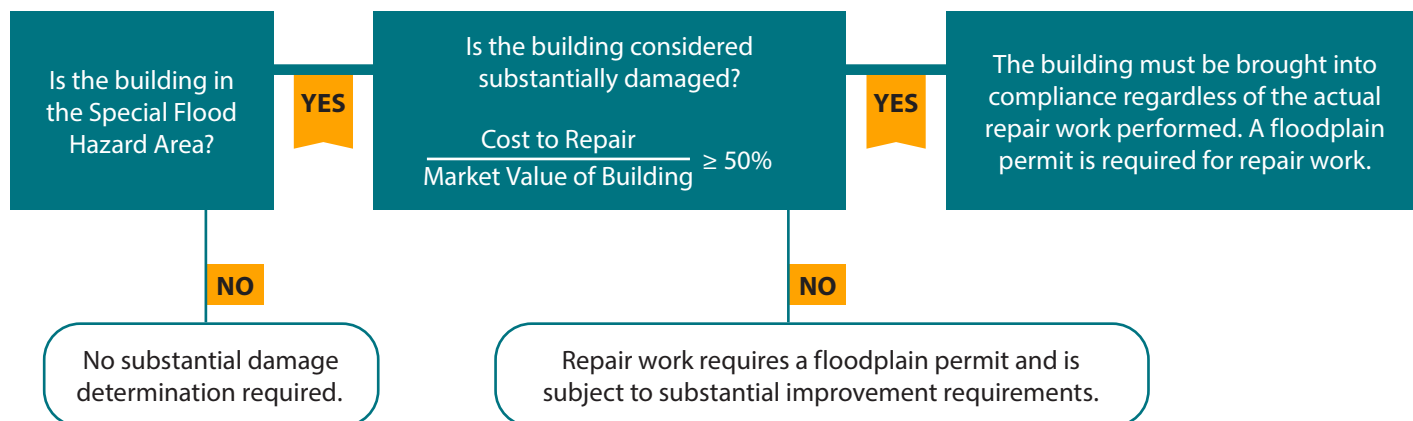 Is the building in
the Special Flood
Hazard Area?
YES
Is the building considered
substantially damaged?
Cost to Repair
Market Value of Building
≥ 50%
YES
The building must be brought into
compliance regardless of the actual
repair work performed. A floodplain
permit is required for repair work.
NO
No substantial damage
determination required.
NO
Repair work requires a floodplain permit and is
subject to substantial improvement requirements.